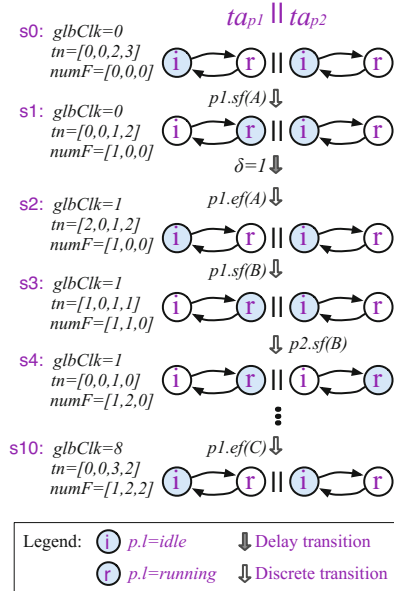 ta_p1 || ta_p2
s0: glbClk=0
tn=[0,0,2,3]
numF=[0,0,0]
i r || i r
p1.sf(A)
s1: glbClk=0
tn=[0,0,1,2]
numF=[1,0,0]
i r || i r
δ=1
p1.ef(A)
s2: glbClk=1
tn=[2,0,1,2]
numF=[1,0,0]
i r || i r
p1.sf(B)
s3: glbClk=1
tn=[1,0,1,1]
numF=[1,1,0]
i r || i r
p2.sf(B)
s4: glbClk=1
tn=[0,0,1,0]
numF=[1,2,0]
i r || i r
p1.ef(C)
s10: glbClk=8
tn=[0,0,3,2]
numF=[1,2,2]
i r || i r
Legend: i p.l=idle Delay transition
r p.l=running Discrete transition